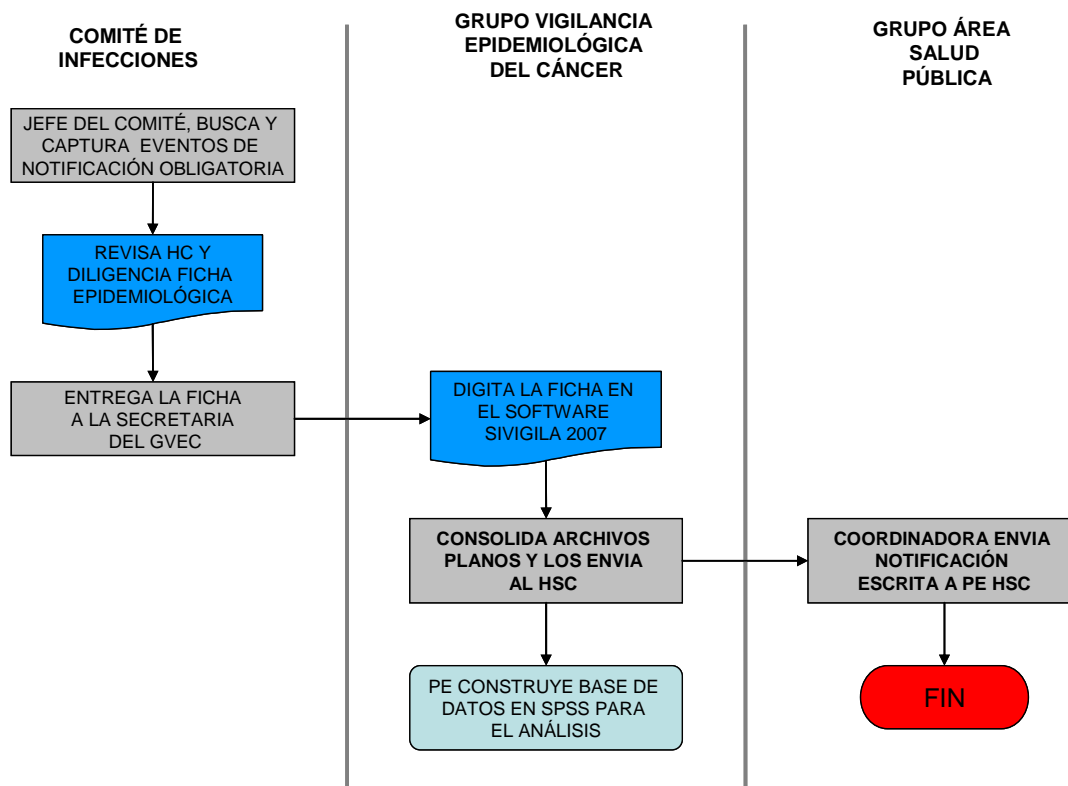 COMITÉ DE
INFECCIONES
GRUPO VIGILANCIA
EPIDEMIOLÓGICA
DEL CÁNCER
GRUPO ÁREA
SALUD
PÚBLICA
JEFE DEL COMITÉ, BUSCA Y
CAPTURA EVENTOS DE
NOTIFICACIÓN OBLIGATORIA
REVISA HC Y
DILIGENCIA FICHA
EPIDEMIOLÓGICA
ENTREGA LA FICHA
A LA SECRETARIA
DEL GVEC
DIGITA LA FICHA EN
EL SOFTWARE
SIVIGILA 2007
CONSOLIDA ARCHIVOS
PLANOS Y LOS ENVIA
AL HSC
COORDINADORA ENVIA
NOTIFICACIÓN
ESCRITA A PE HSC
PE CONSTRUYE BASE DE
DATOS EN SPSS PARA
EL ANÁLISIS
FIN